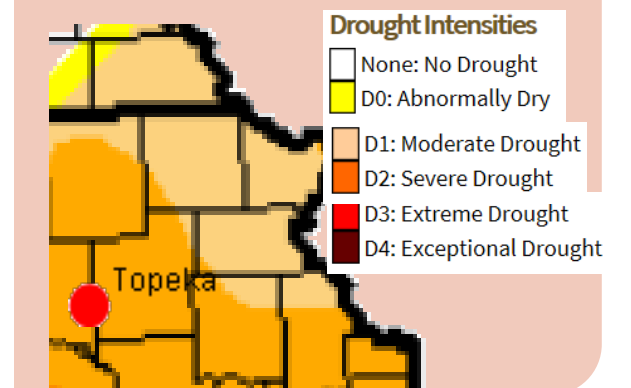 Drought Intensities
None: No Drought
D0: Abnormally Dry
D1: Moderate Drought
D2: Severe Drought
D3: Extreme Drought
D4: Exceptional Drought
Topeka